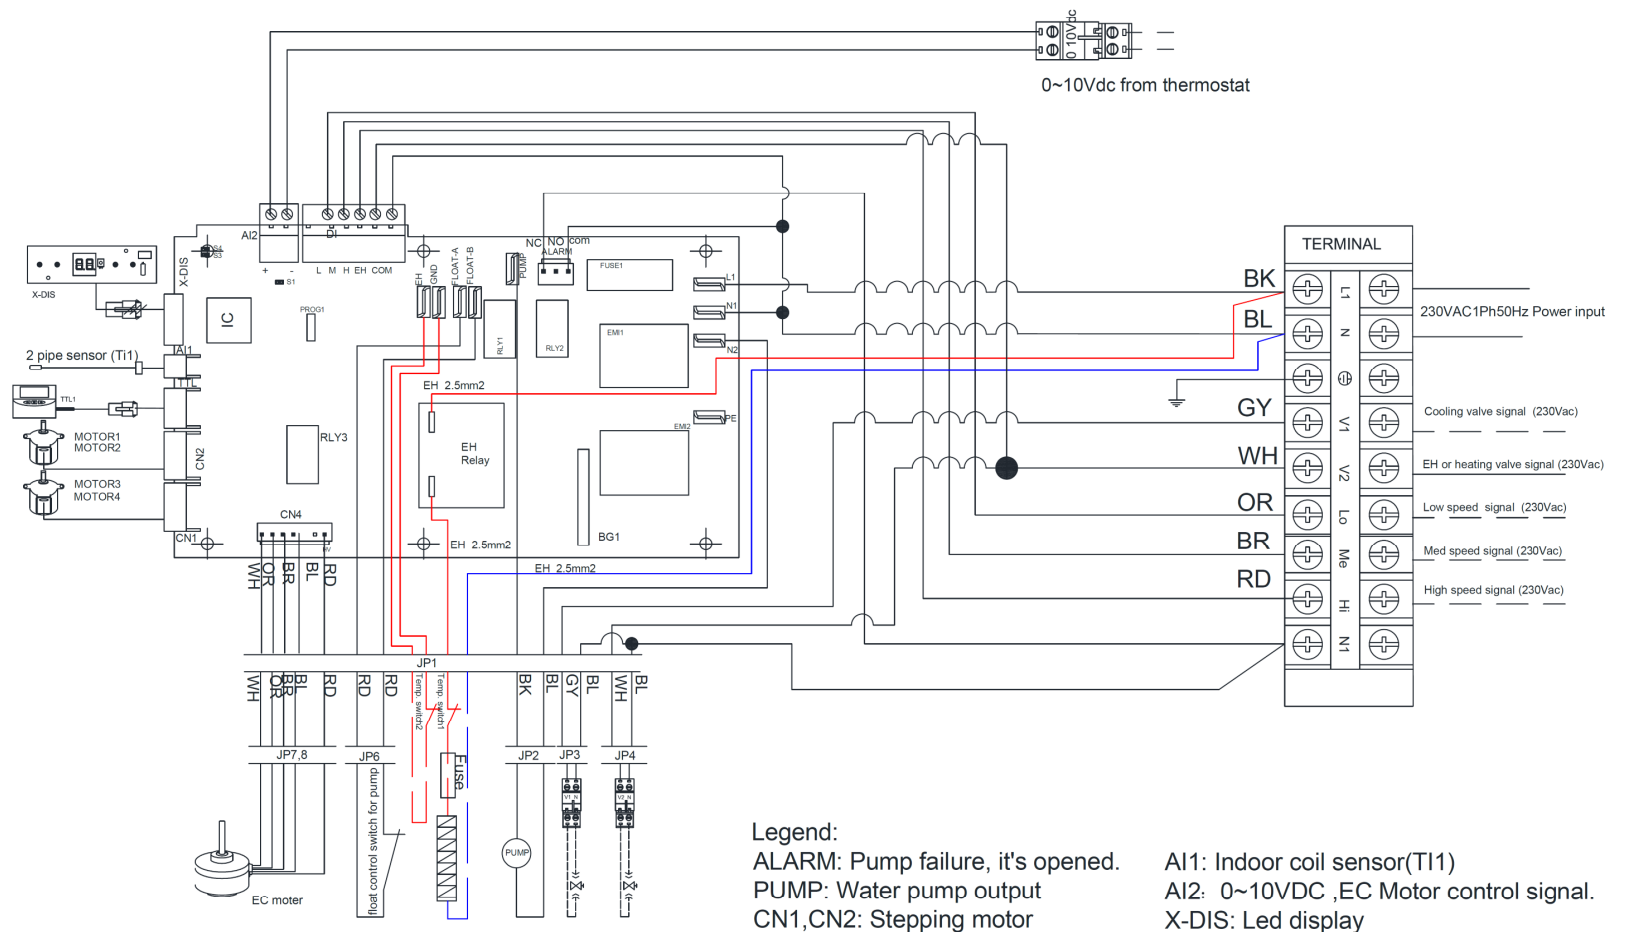 0 10Vdc
0~10Vdc from thermostat
AI2
DI
+ -
L M H EH COM
S4
S3
S1
X-DIS
X-DIS
IC
PROG1
EH
GND
FLOAT-A
FLOAT-B
PUMP
NC NO com
ALARM
FUSE1
L1
N1
N2
PE
RLY1
RLY2
EMI1
EMI2
AI1
2 pipe sensor (Ti1)
TTL1
MOTOR1
MOTOR2
MOTOR3
MOTOR4
CN2
CN1
RLY3
CN4
EH 2.5mm2
EH
Relay
EH 2.5mm2
BG1
EH 2.5mm2
WH OR BR BL RD
JP1
WH OR BR BL RD
RD RD
Temp. switch2
Temp. switch1
BK BL GY BL WH BL
JP7,8
JP6
JP2
JP3
JP4
Fuse
V1 N
V2 N
float control switch for pump
PUMP
EC moter
TERMINAL
BK L1
230VAC1Ph50Hz Power input
BL N
GY V1 Cooling valve signal (230Vac)
WH V2 EH or heating valve signal (230Vac)
OR Lo Low speed signal (230Vac)
BR Me Med speed signal (230Vac)
RD Hi High speed signal (230Vac)
N1
Legend:
ALARM: Pump failure, it's opened.
PUMP: Water pump output
CN1,CN2: Stepping motor
AI1: Indoor coil sensor(TI1)
AI2: 0~10VDC ,EC Motor control signal.
X-DIS: Led display